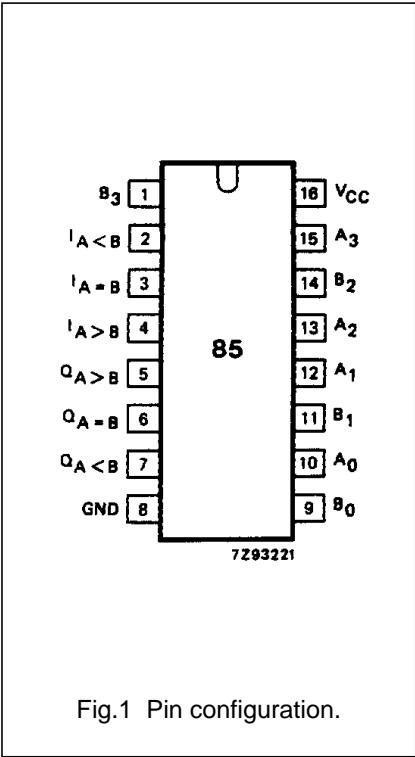 B3 1 16 VCC
IA<B 2 15 A3
IA=B 3 14 B2
IA>B 4 13 A2
85
QA>B 5 12 A1
QA=B 6 11 B1
QA<B 7 10 A0
GND 8 9 B0
7Z93221
Fig.1 Pin configuration.